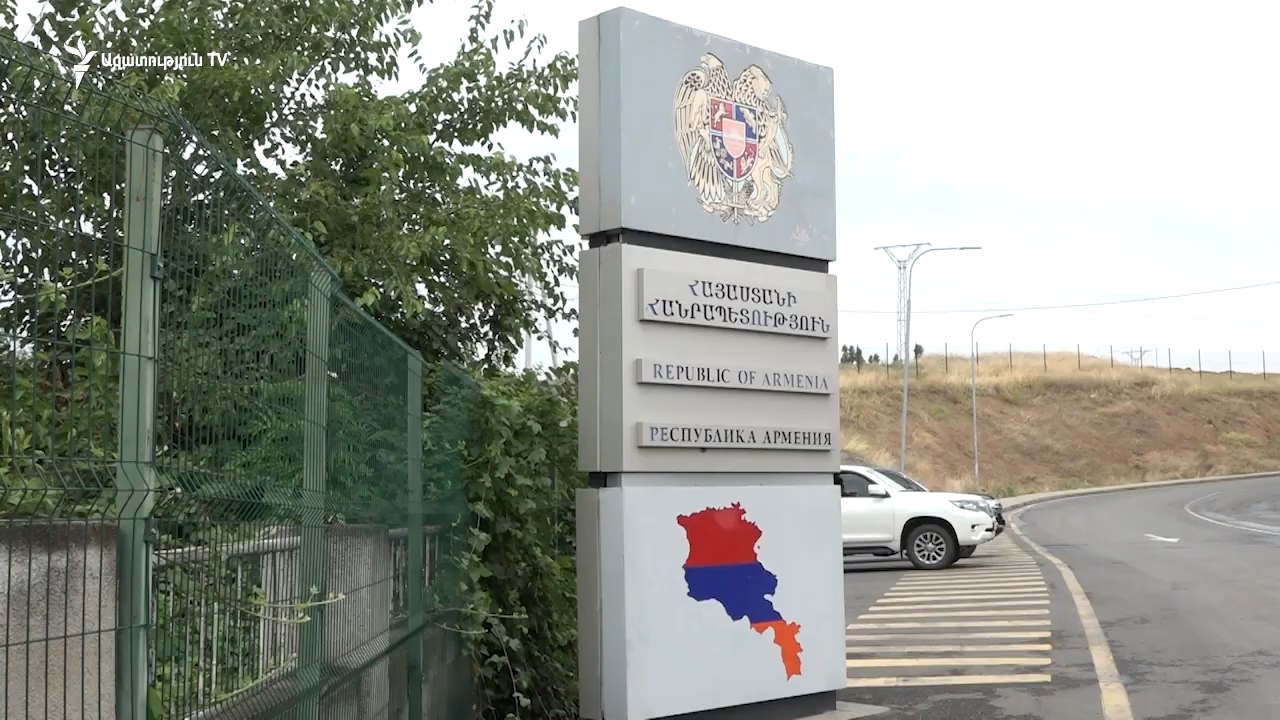 Ազատություն TV
ՀԱՅԱՍՏԱՆԻ
ՀԱՆՐԱՊԵՏՈՒԹՅՈՒՆ
REPUBLIC OF ARMENIA
РЕСПУБЛИКА АРМЕНИЯ